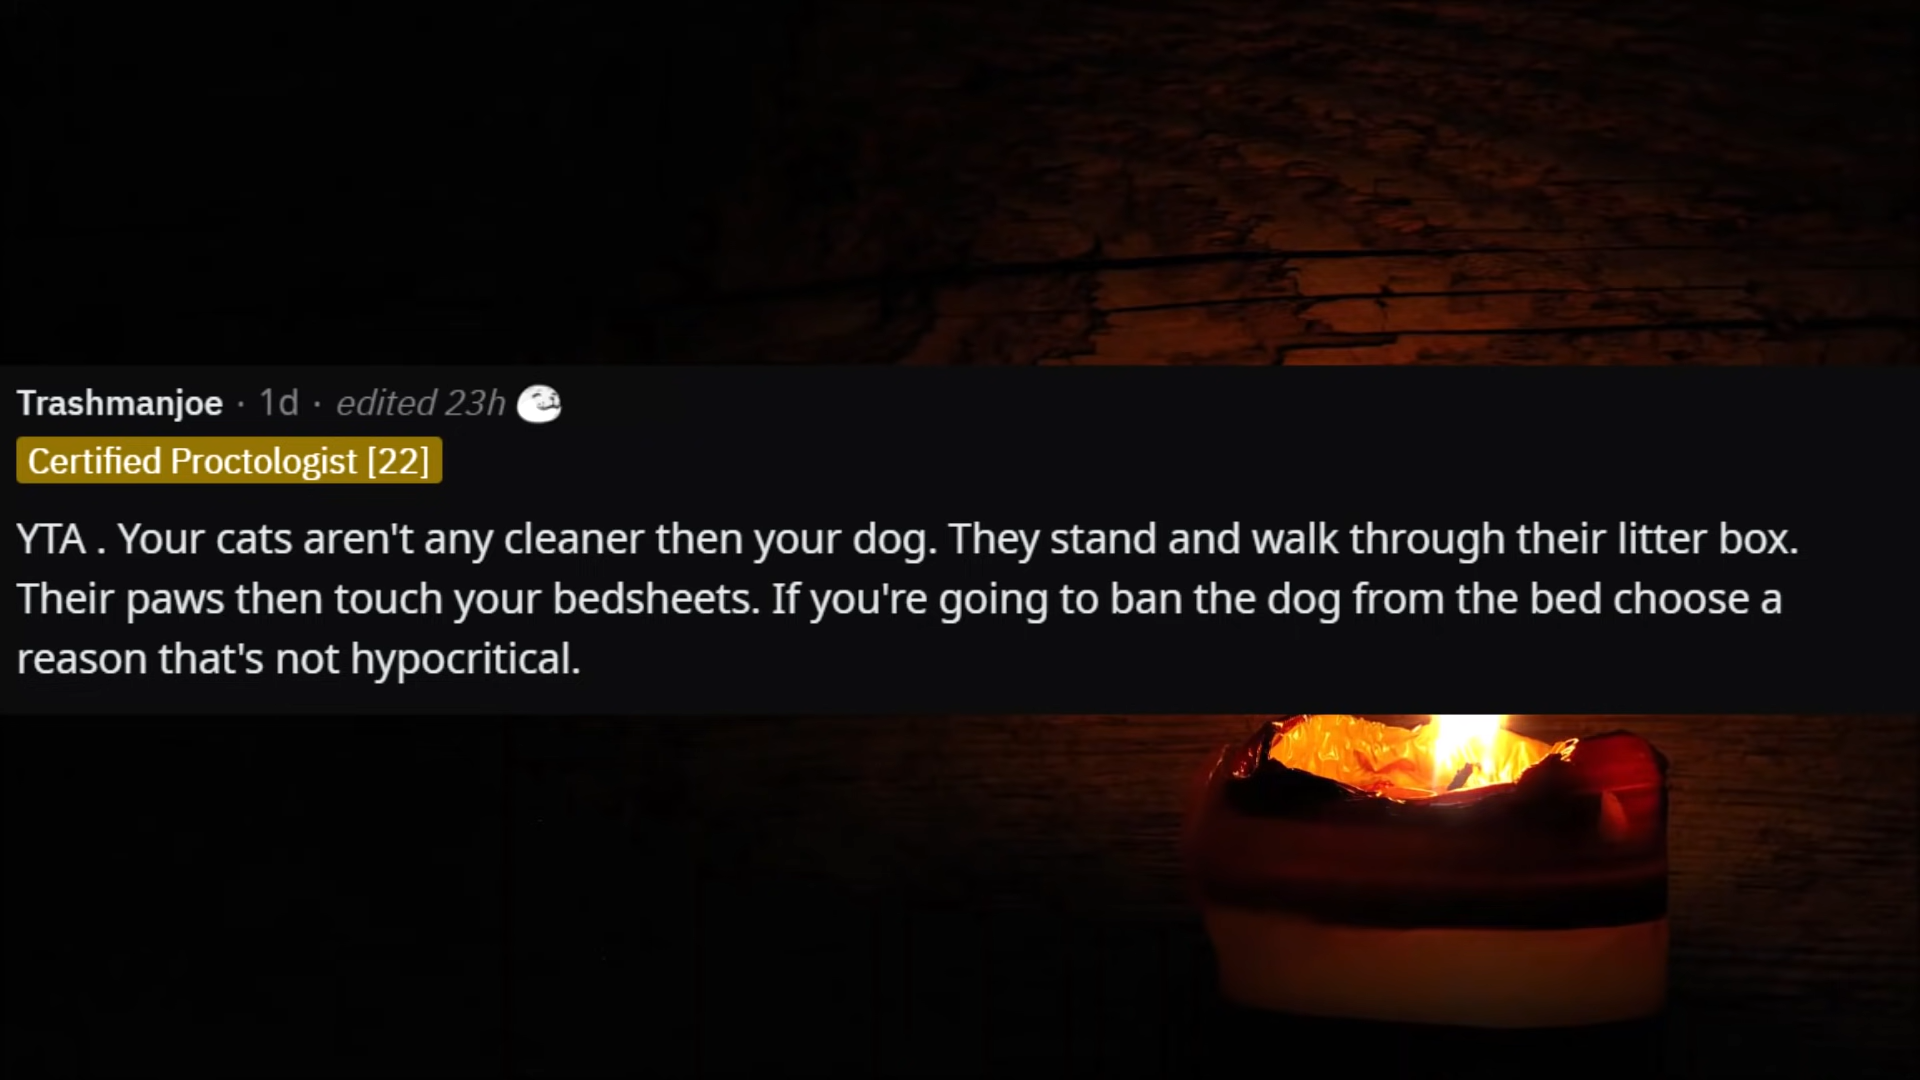 Trashmanjoe · 1d · edited 23h
Certified Proctologist [22]
YTA . Your cats aren't any cleaner then your dog. They stand and walk through their litter box.
Their paws then touch your bedsheets. If you're going to ban the dog from the bed choose a
reason that's not hypocritical.